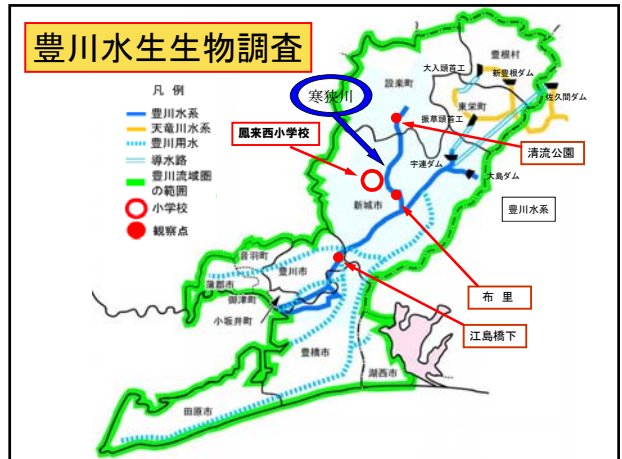 豊川水生生物調査
凡 例
豊川水系
天竜川水系
豊川用水
導水路
豊川流域圏
の範囲
小学校
観察点
寒狭川
鳳来西小学校
設楽町
大入頭首工
豊根村
新豊根ダム
佐久間ダム
東栄町
振草頭首工
清流公園
宇連ダム
大島ダム
豊川水系
新城市
布 里
江島橋下
音羽町
豊川市
蒲郡市
御津町
小坂井町
豊橋市
湖西市
田原市